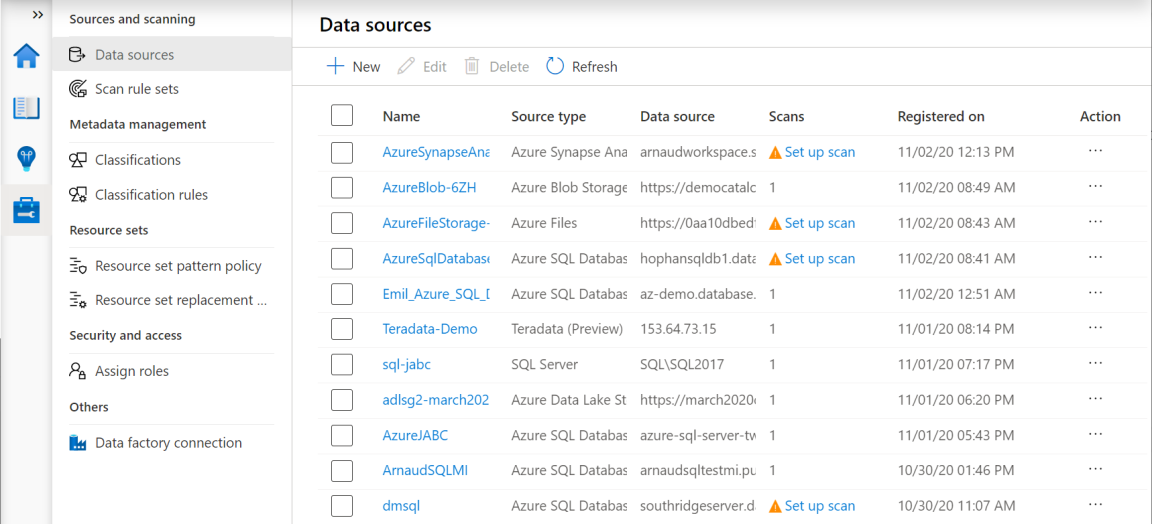 Sources and scanning
Data sources
Scan rule sets
Metadata management
Classifications
Classification rules
Resource sets
Resource set pattern policy
Resource set replacement ...
Security and access
Assign roles
Others
Data factory connection
Data sources
New Edit Delete Refresh
Name Source type Data source Scans Registered on Action
AzureSynapseAna Azure Synapse Ana arnaudworkspace.s Set up scan 11/02/20 12:13 PM ...
AzureBlob-6ZH Azure Blob Storage https://democatalc 1 11/02/20 08:49 AM ...
AzureFileStorage- Azure Files https://0aa10dbedf Set up scan 11/02/20 08:43 AM ...
AzureSqlDatabase Azure SQL Databas hophansqldb1.data Set up scan 11/02/20 08:41 AM ...
Emil_Azure_SQL_D Azure SQL Databas az-demo.database. 1 11/02/20 12:51 AM ...
Teradata-Demo Teradata (Preview) 153.64.73.15 1 11/01/20 08:14 PM ...
sql-jabc SQL Server SQL\SQL2017 1 11/01/20 07:17 PM ...
adlsg2-march202 Azure Data Lake St https://march2020 1 11/01/20 06:20 PM ...
AzureJABC Azure SQL Databas azure-sql-server-tw 1 11/01/20 05:43 PM ...
ArnaudSQLMI Azure SQL Databas arnaudsqltestmi.pu 1 10/30/20 01:46 PM ...
dmsql Azure SQL Databas southridgeserver.d Set up scan 10/30/20 11:07 AM ...